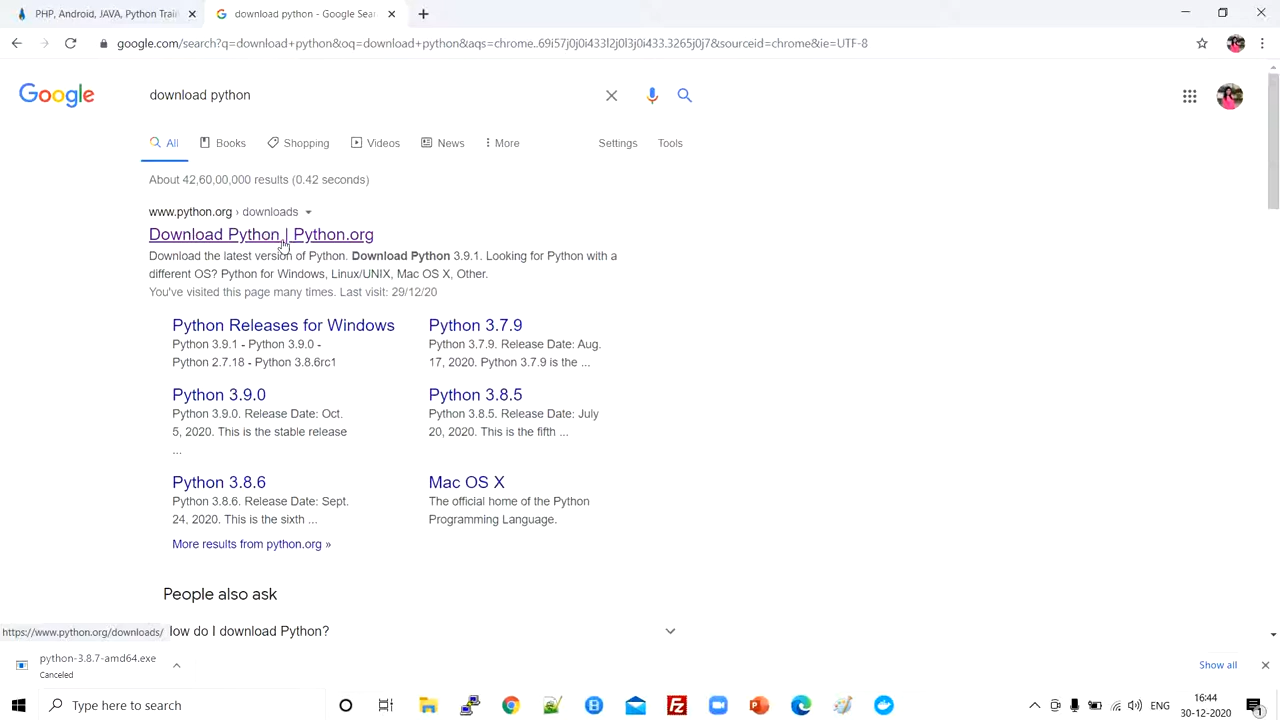 PHP, Android, JAVA, Python Trai
download python - Google Sea
google.com/search?q=download+python&oq=download+python&aqs=chrome..69i57j0j0i433l2j0l3j0i433.3265j0j7&sourceid=chrome&ie=UTF-8
Google
download python
All
Books
Shopping
Videos
News
More
Settings
Tools
About 42,60,00,000 results (0.42 seconds)
www.python.org › downloads
Download Python | Python.org
Download the latest version of Python. Download Python 3.9.1. Looking for Python with a
different OS? Python for Windows, Linux/UNIX, Mac OS X, Other.
You've visited this page many times. Last visit: 29/12/20
Python Releases for Windows
Python 3.9.1 - Python 3.9.0 -
Python 2.7.18 - Python 3.8.6rc1
Python 3.7.9
Python 3.7.9. Release Date: Aug.
17, 2020. Python 3.7.9 is the ...
Python 3.9.0
Python 3.9.0. Release Date: Oct.
5, 2020. This is the stable release
...
Python 3.8.5
Python 3.8.5. Release Date: July
20, 2020. This is the fifth ...
Python 3.8.6
Python 3.8.6. Release Date: Sept.
24, 2020. This is the sixth ...
Mac OS X
The official home of the Python
Programming Language.
More results from python.org »
People also ask
How do I download Python?
https://www.python.org/downloads/
python-3.8.7-amd64.exe
Canceled
Show all
Type here to search
ENG
16:44
30-12-2020